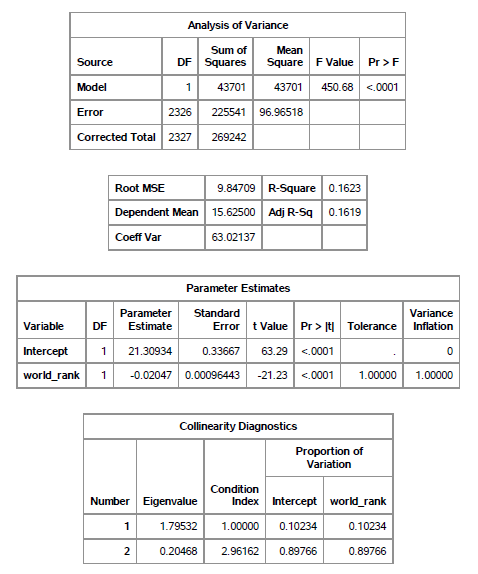 Analysis of Variance
Source DF Sum of Squares Mean Square F Value Pr > F
Model 1 43701 43701 450.68 <.0001
Error 2326 225541 96.96518
Corrected Total 2327 269242
Root MSE 9.84709 R-Square 0.1623
Dependent Mean 15.62500 Adj R-Sq 0.1619
Coeff Var 63.02137
Parameter Estimates
Variable DF Parameter Estimate Standard Error t Value Pr > |t| Tolerance Variance Inflation
Intercept 1 21.30934 0.33667 63.29 <.0001 . 0
world_rank 1 -0.02047 0.00096443 -21.23 <.0001 1.00000 1.00000
Collinearity Diagnostics
Number Eigenvalue Condition Index Proportion of Variation
Intercept world_rank
1 1.79532 1.00000 0.10234 0.10234
2 0.20468 2.96162 0.89766 0.89766